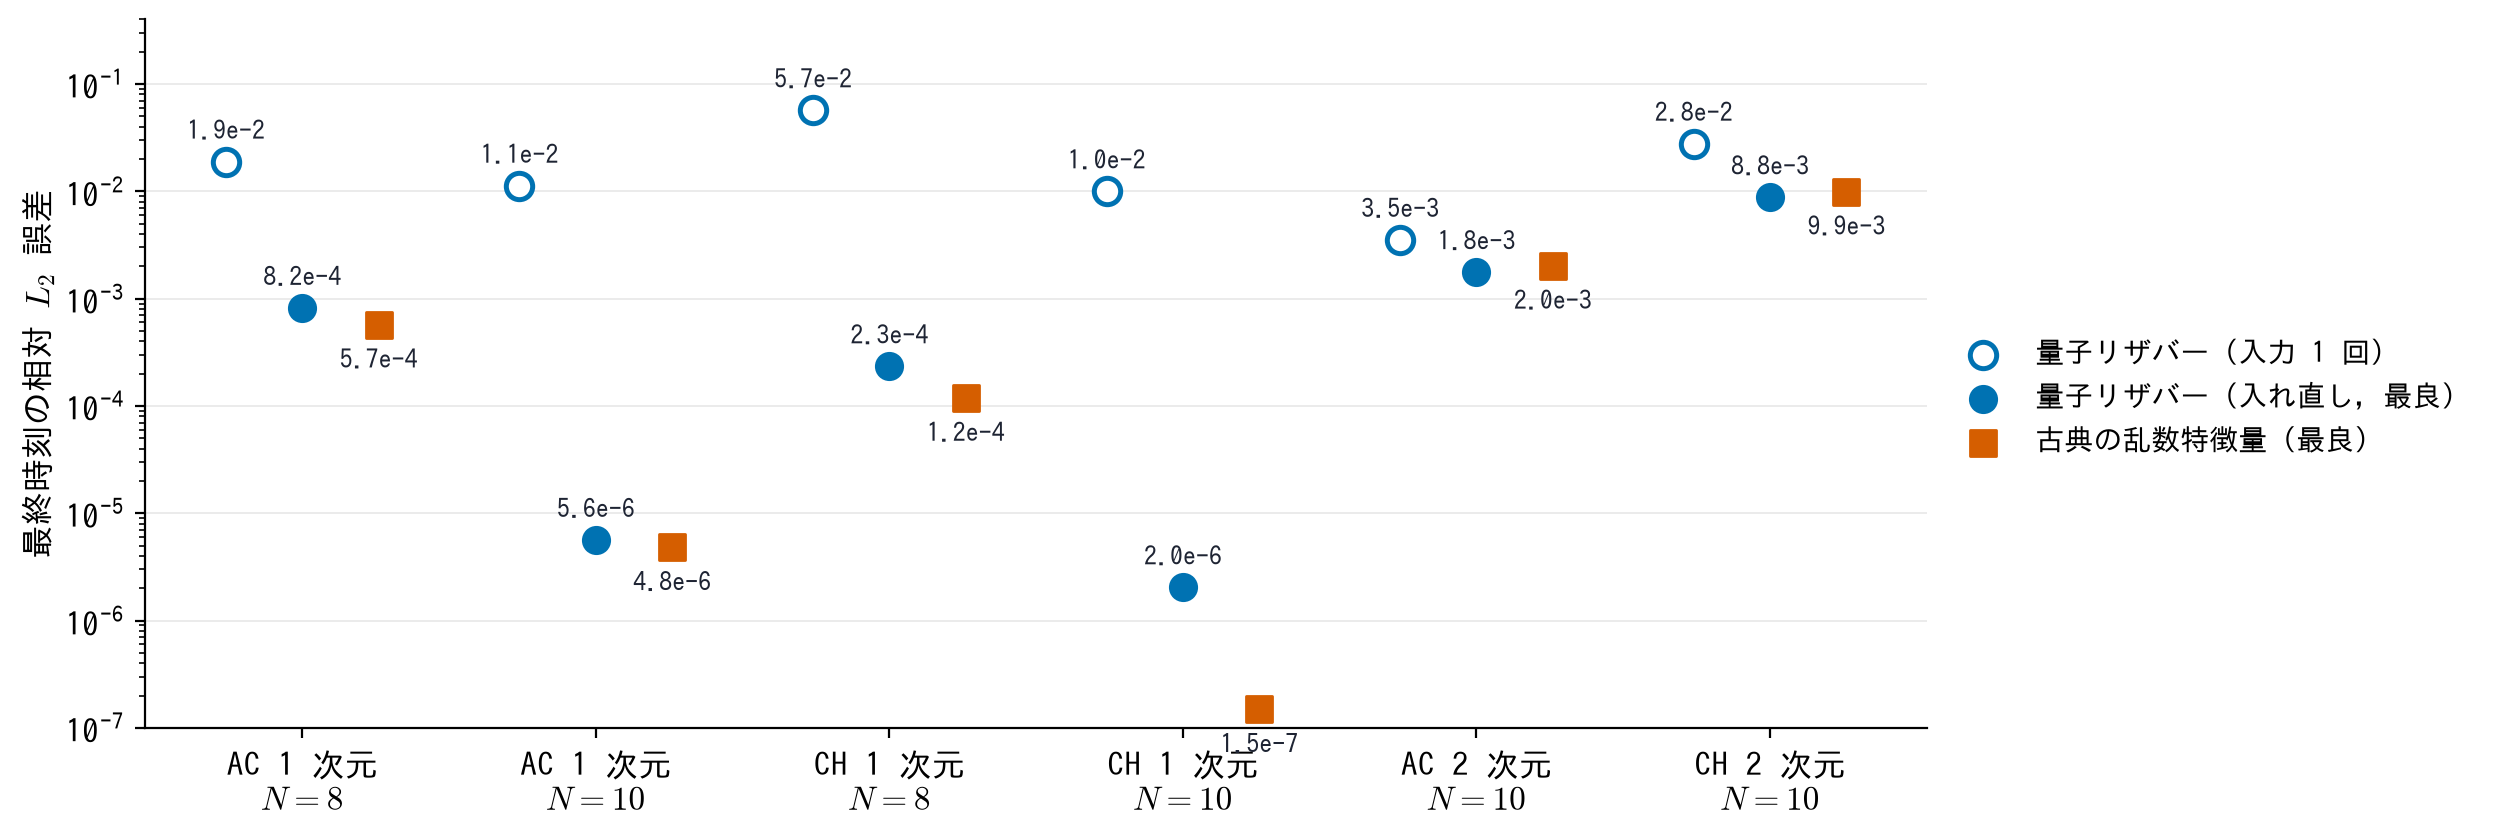 最終時刻の相対 L² 誤差
10⁻¹
10⁻²
10⁻³
10⁻⁴
10⁻⁵
10⁻⁶
10⁻⁷
1.9e−2
8.2e−4
5.7e−4
1.1e−2
5.6e−6
4.8e−6
5.7e−2
2.3e−4
1.2e−4
1.0e−2
2.0e−6
1.5e−7
3.5e−3
1.8e−3
2.0e−3
2.8e−2
8.8e−3
9.9e−3
AC 1 次元
N = 8
AC 1 次元
N = 10
CH 1 次元
N = 8
CH 1 次元
N = 10
AC 2 次元
N = 10
CH 2 次元
N = 10
量子リザバー (入力 1 回)
量子リザバー (入れ直し, 最良)
古典の乱数特徴量 (最良)